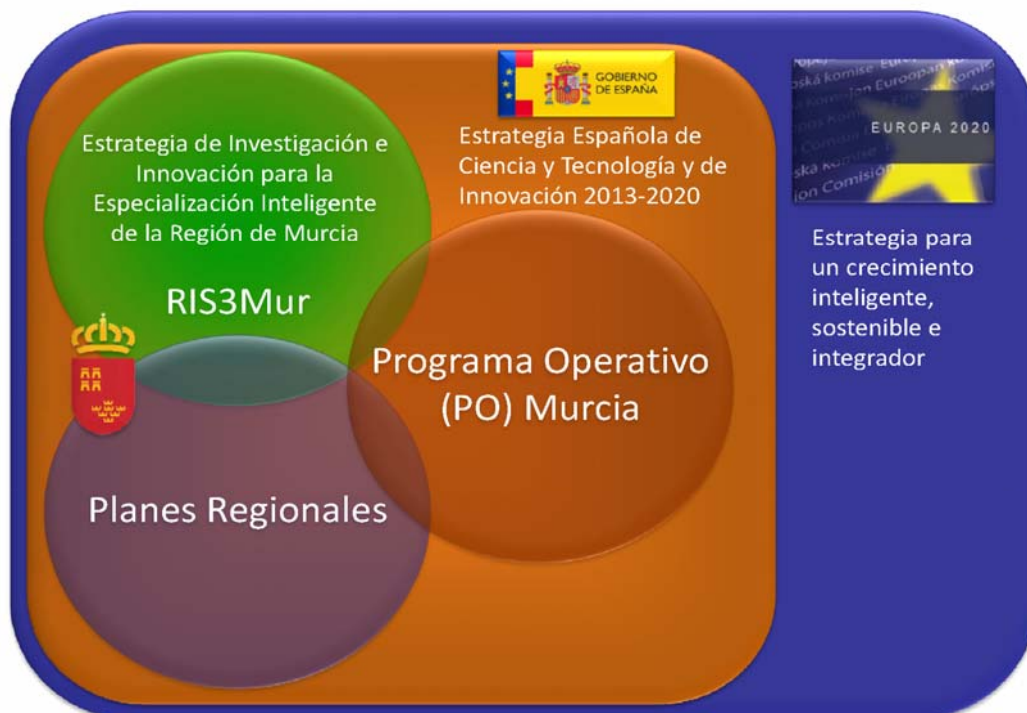 Estrategia de Investigación e
Innovación para la
Especialización Inteligente
de la Región de Murcia
RIS3Mur
GOBIERNO
DE ESPAÑA
Estrategia Española de
Ciencia y Tecnología y de
Innovación 2013-2020
Programa Operativo
(PO) Murcia
Planes Regionales
EUROPA 2020
Estrategia para
un crecimiento
inteligente,
sostenible e
integrador